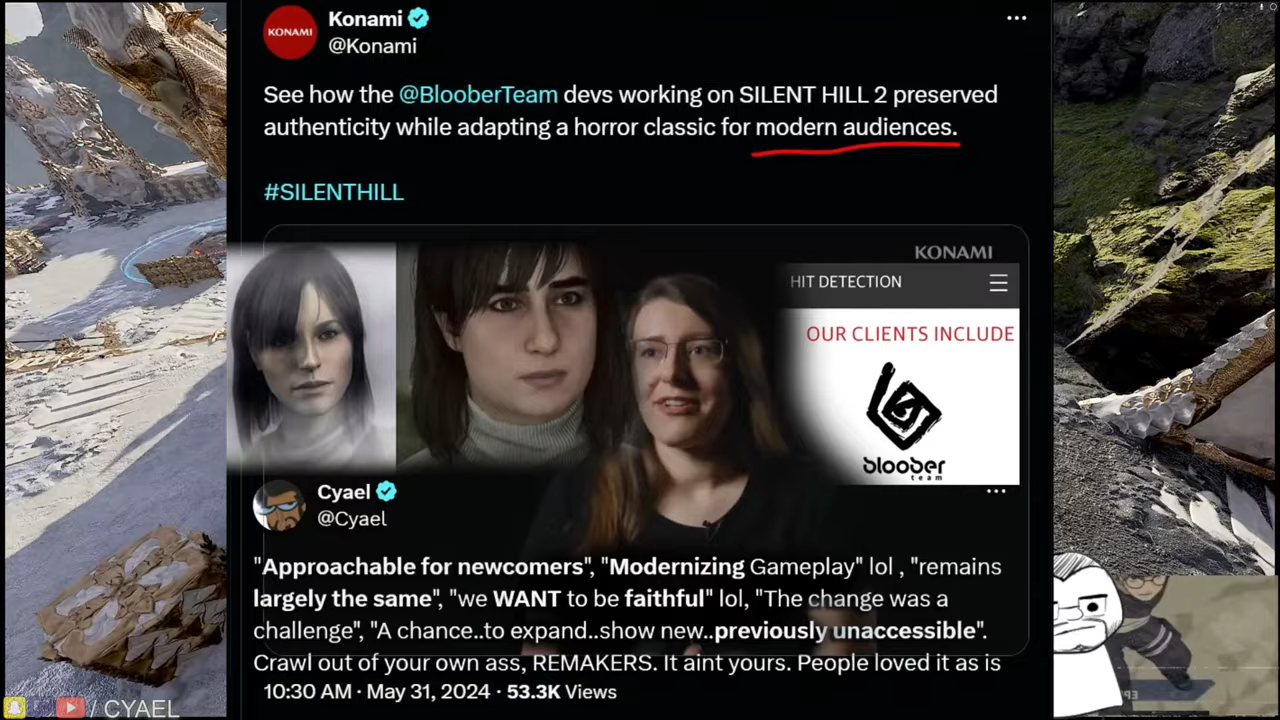 Konami
@Konami
KONAMI
See how the @BlooberTeam devs working on SILENT HILL 2 preserved
authenticity while adapting a horror classic for modern audiences.
#SILENTHILL
KONAMI
HIT DETECTION
OUR CLIENTS INCLUDE
bloober
team
Cyael
@Cyael
"Approachable for newcomers", "Modernizing Gameplay" lol , "remains
largely the same", "we WANT to be faithful" lol, "The change was a
challenge", "A chance..to expand..show new..previously unaccessible".
Crawl out of your own ass, REMAKERS. It aint yours. People loved it as is
10:30 AM · May 31, 2024 · 53.3K Views
/ CYAEL